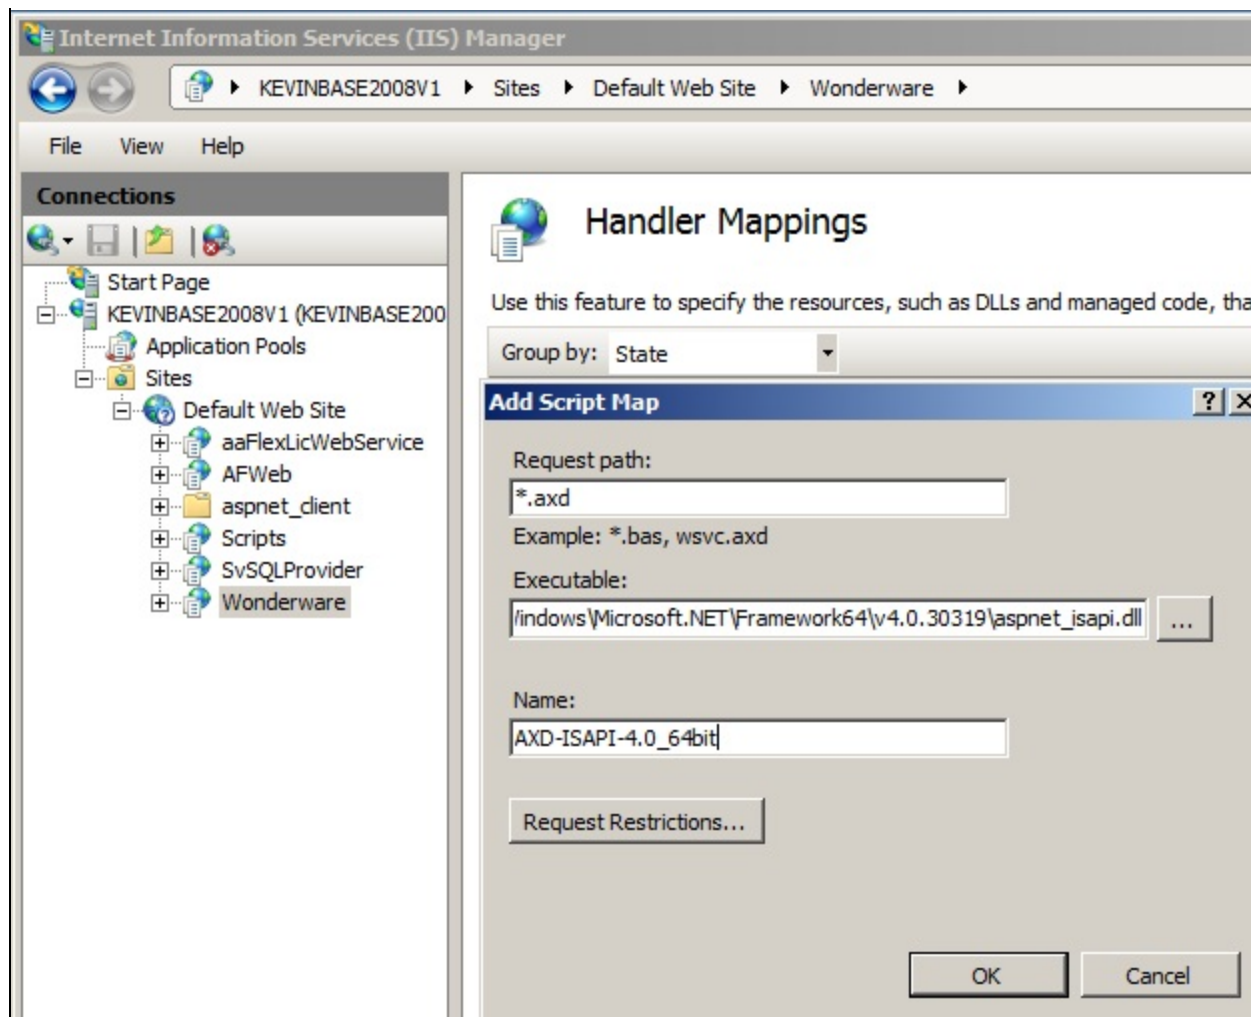 Internet Information Services (IIS) Manager
KEVINBASE2008V1 Sites Default Web Site Wonderware
File View Help
Connections
Start Page
KEVINBASE2008V1 (KEVINBASE200
Application Pools
Sites
Default Web Site
aaFlexLicWebService
AFWeb
aspnet_client
Scripts
SvSQLProvider
Wonderware
Handler Mappings
Use this feature to specify the resources, such as DLLs and managed code, tha
Group by: State
Add Script Map
Request path:
*.axd
Example: *.bas, wsvc.axd
Executable:
/indows\Microsoft.NET\Framework64\v4.0.30319\aspnet_isapi.dll
...
Name:
AXD-ISAPI-4.0_64bit
Request Restrictions...
OK Cancel